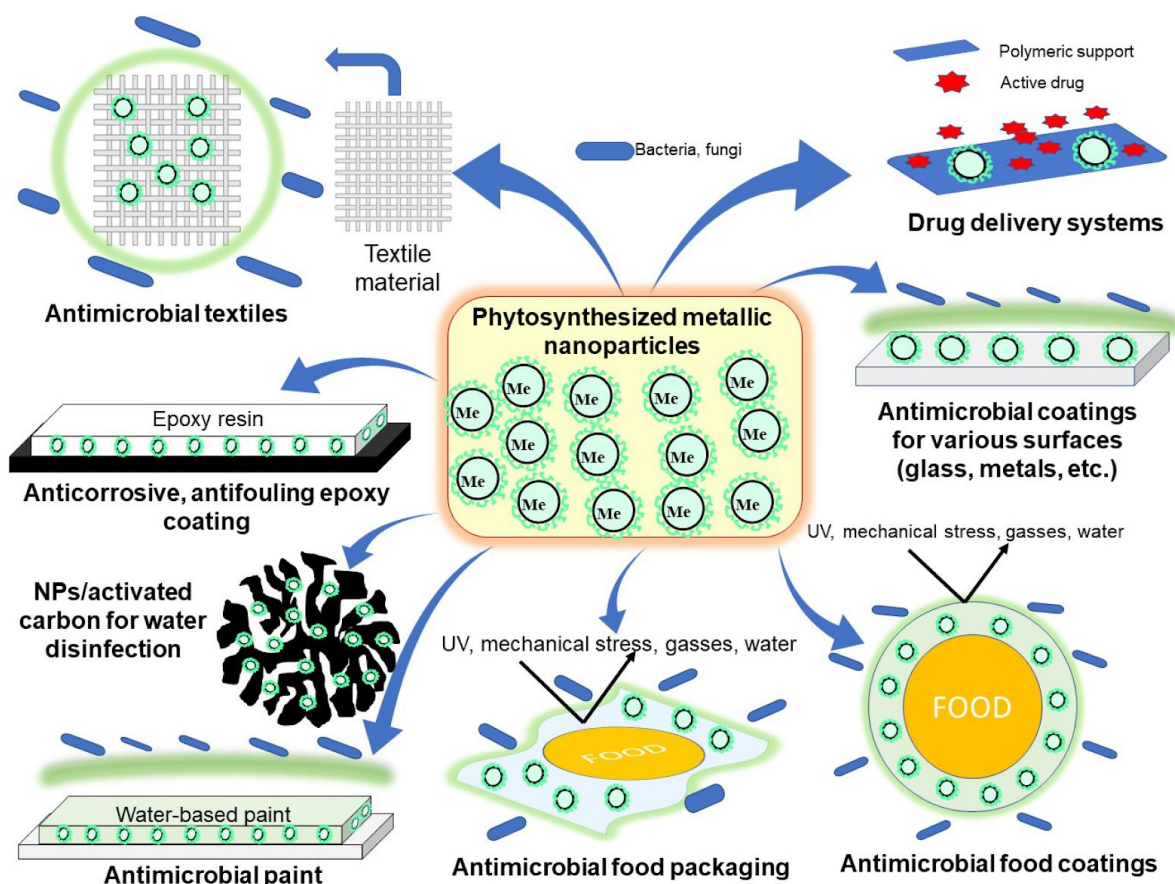 Polymeric support
Active drug
Bacteria, fungi
Drug delivery systems
Textile
material
Antimicrobial textiles
Phytosynthesized metallic
nanoparticles
Me
Me
Me
Me
Me
Me
Me
Me
Me
Me
Me
Me
Me
Me
Antimicrobial coatings
for various surfaces
(glass, metals, etc.)
Epoxy resin
Anticorrosive, antifouling epoxy
coating
NPs/activated
carbon for water
disinfection
UV, mechanical stress, gasses, water
FOOD
Antimicrobial food coatings
UV, mechanical stress, gasses, water
FOOD
Antimicrobial food packaging
Water-based paint
Antimicrobial paint